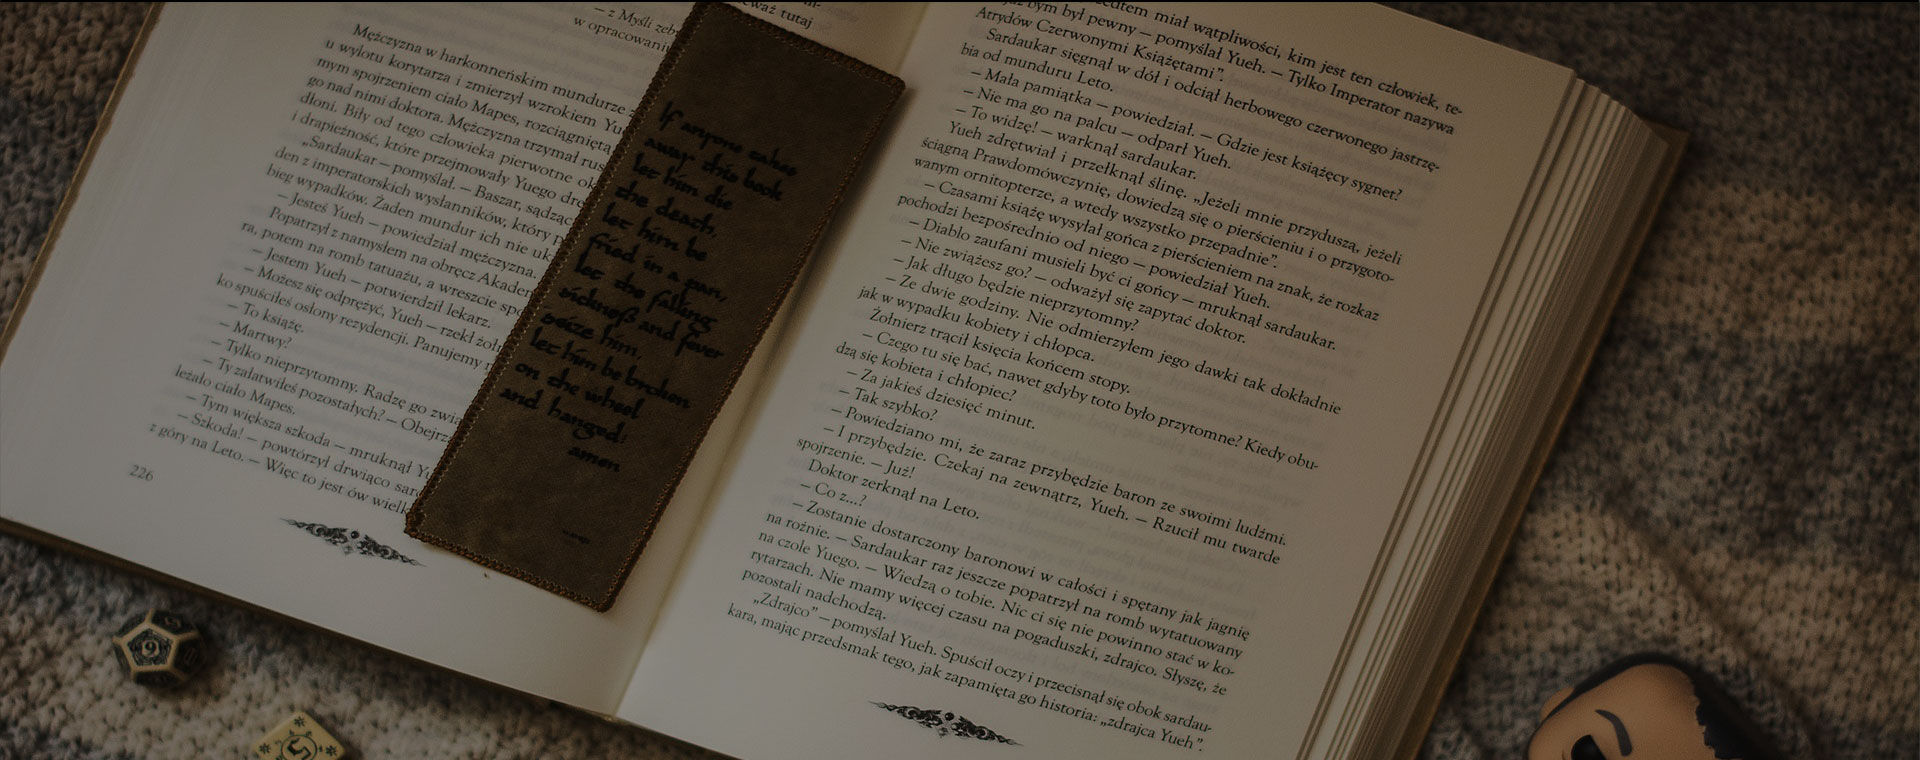 — z Myśli zeb
w opracowani
Mężczyzna w harkonneńskim mundurze –
u wylotu korytarza i zmierzył wzrokiem Yu
mym spojrzeniem ciało Mapes, rozciągnięta
go nad nimi doktora. Mężczyzna trzymał rus
dłoni. Biły od tego człowieka pierwotne ok
i drapieżność, które przejmowały Yuego dre
„Sardaukar – pomyślał. – Baszar, sądząc
den z imperatorskich wysłanników, który p
bieg wypadków. Żaden mundur ich nie uk
– Jesteś Yueh – powiedział mężczyzna.
Popatrzył z namysłem na obręcz Akadem
ra, potem na romb tatuażu, a wreszcie spo
– Jestem Yueh – potwierdził lekarz.
– Możesz się odprężyć, Yueh – rzekł żoł
ko spuściłeś osłony rezydencji. Panujemy n
– To książę.
– Martwy?
– Tylko nieprzytomny. Radzę go zwią
– Ty załatwiłeś pozostałych? – Obejrz
leżało ciało Mapes.
– Tym większa szkoda – mruknął Yu
– Szkoda! – powtórzył drwiąco sar
z góry na Leto. – Więc to jest ów wielk
226
waż tutaj
If anyone takes
away this book
let him die
the death,
let him be
fried in a pan,
let the falling
sickneß and fever
seize him,
let him be broken
on the wheel
and hanged:
amen
cutem miał wątpliwości, kim jest ten człowiek, te-
bym był pewny – pomyślał Yueh. – Tylko Imperator nazywa
Atrydów Czerwonymi Książętami”.
Sardaukar sięgnął w dół i odciął herbowego czerwonego jastrzę-
bia od munduru Leto.
– Mała pamiątka – powiedział. – Gdzie jest książęcy sygnet?
– Nie ma go na palcu – odparł Yueh.
– To widzę! – warknął sardaukar.
Yueh zdrętwiał i przełknął ślinę. „Jeżeli mnie przyduszą, jeżeli
ściągną Prawdomówczynię, dowiedzą się o pierścieniu i o przygoto-
wanym ornitopterze, a wtedy wszystko przepadnie”.
– Czasami książę wysyłał gońca z pierścieniem na znak, że rozkaz
pochodzi bezpośrednio od niego – powiedział Yueh.
– Diablo zaufani musieli być ci gońcy – mruknął sardaukar.
– Nie zwiążesz go? – odważył się zapytać doktor.
– Jak długo będzie nieprzytomny?
– Ze dwie godziny. Nie odmierzyłem jego dawki tak dokładnie
jak w wypadku kobiety i chłopca.
Żołnierz trącił księcia końcem stopy.
– Czego tu się bać, nawet gdyby toto było przytomne? Kiedy obu-
dzą się kobieta i chłopiec?
– Za jakieś dziesięć minut.
– Tak szybko?
– Powiedziano mi, że zaraz przybędzie baron ze swoimi ludźmi.
– I przybędzie. Czekaj na zewnątrz, Yueh. – Rzucił mu twarde
spojrzenie. – Już!
Doktor zerknął na Leto.
– Co z...?
– Zostanie dostarczony baronowi w całości i spętany jak jagnię
na rożnie. – Sardaukar raz jeszcze popatrzył na romb wytatuowany
na czole Yuego. – Wiedzą o tobie. Nic ci się nie powinno stać w ko-
rytarzach. Nie mamy więcej czasu na pogaduszki, zdrajco. Słyszę, że
pozostali nadchodzą.
„Zdrajco” – pomyślał Yueh. Spuścił oczy i przecisnął się obok sardau-
kara, mając przedsmak tego, jak zapamięta go historia: „zdrajca Yueh”.
9
5